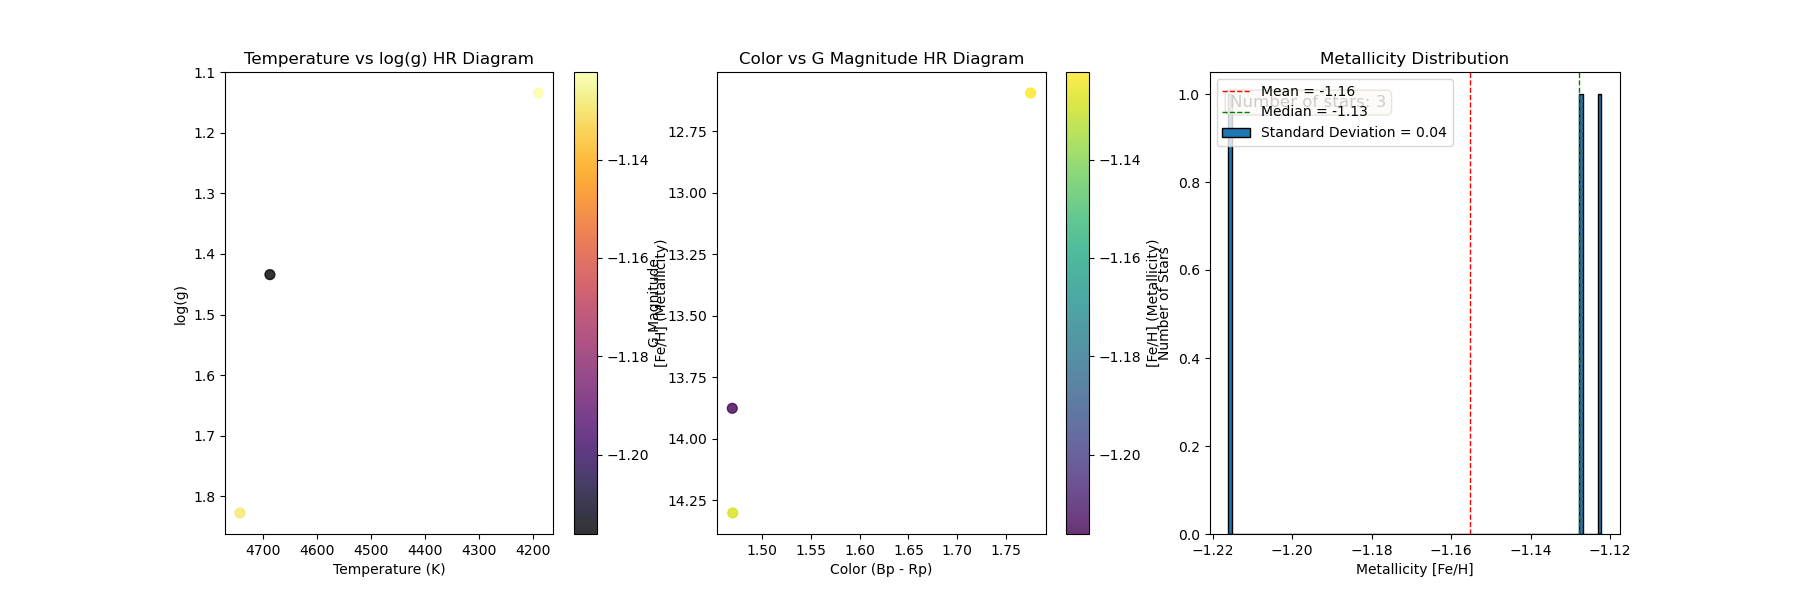 Temperature vs log(g) HR Diagram
1.1
1.2
1.3
1.4
1.5
1.6
1.7
1.8
log(g)
4700 4600 4500 4400 4300 4200
Temperature (K)
−1.14
−1.16
−1.18
−1.20
[Fe/H] (Metallicity)
Color vs G Magnitude HR Diagram
12.75
13.00
13.25
13.50
13.75
14.00
14.25
G Magnitude
1.50 1.55 1.60 1.65 1.70 1.75
Color (Bp - Rp)
−1.14
−1.16
−1.18
−1.20
[Fe/H] (Metallicity)
Metallicity Distribution
1.0
0.8
0.6
0.4
0.2
0.0
Number of Stars
Number of stars: 3
Mean = -1.16
Median = -1.13
Standard Deviation = 0.04
−1.22 −1.20 −1.18 −1.16 −1.14 −1.12
Metallicity [Fe/H]